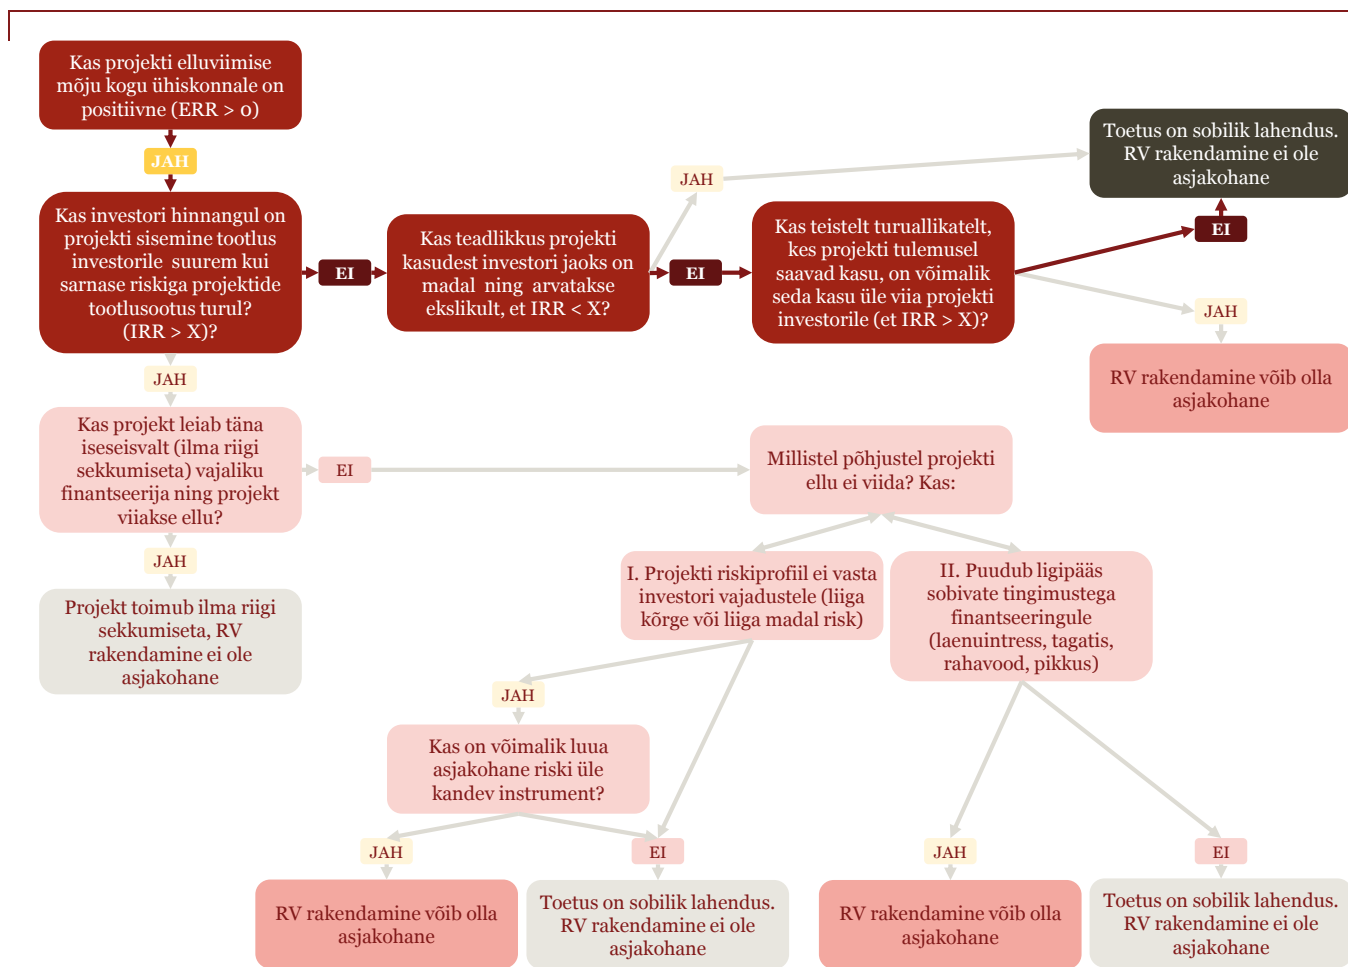 Kas projekti elluviimise
mõju kogu ühiskonnale on
positiivne (ERR > 0)
JAH
Kas investori hinnangul on
projekti sisemine tootlus
investorile suurem kui
sarnase riskiga projektide
tootlusootus turul?
(IRR > X)?
EI
Kas teadlikkus projekti
kasudest investori jaoks on
madal ning arvatakse
ekslikult, et IRR < X?
JAH
EI
Kas teistelt turuallikatelt,
kes projekti tulemusel
saavad kasu, on võimalik
seda kasu üle viia projekti
investorile (et IRR > X)?
Toetus on sobilik lahendus.
RV rakendamine ei ole
asjakohane
EI
JAH
RV rakendamine võib olla
asjakohane
JAH
Kas projekt leiab täna
iseseisvalt (ilma riigi
sekkumiseta) vajaliku
finantseerija ning projekt
viiakse ellu?
EI
Millistel põhjustel projekti
ellu ei viida? Kas:
JAH
Projekt toimub ilma riigi
sekkumiseta, RV
rakendamine ei ole
asjakohane
I. Projekti riskiprofiil ei vasta
investori vajadustele (liiga
kõrge või liiga madal risk)
II. Puudub ligipääs
sobivate tingimustega
finantseeringule
(laenuintress, tagatis,
rahavood, pikkus)
JAH
Kas on võimalik luua
asjakohane riski üle
kandev instrument?
JAH
EI
JAH
EI
RV rakendamine võib olla
asjakohane
Toetus on sobilik lahendus.
RV rakendamine ei ole
asjakohane
RV rakendamine võib olla
asjakohane
Toetus on sobilik lahendus.
RV rakendamine ei ole
asjakohane